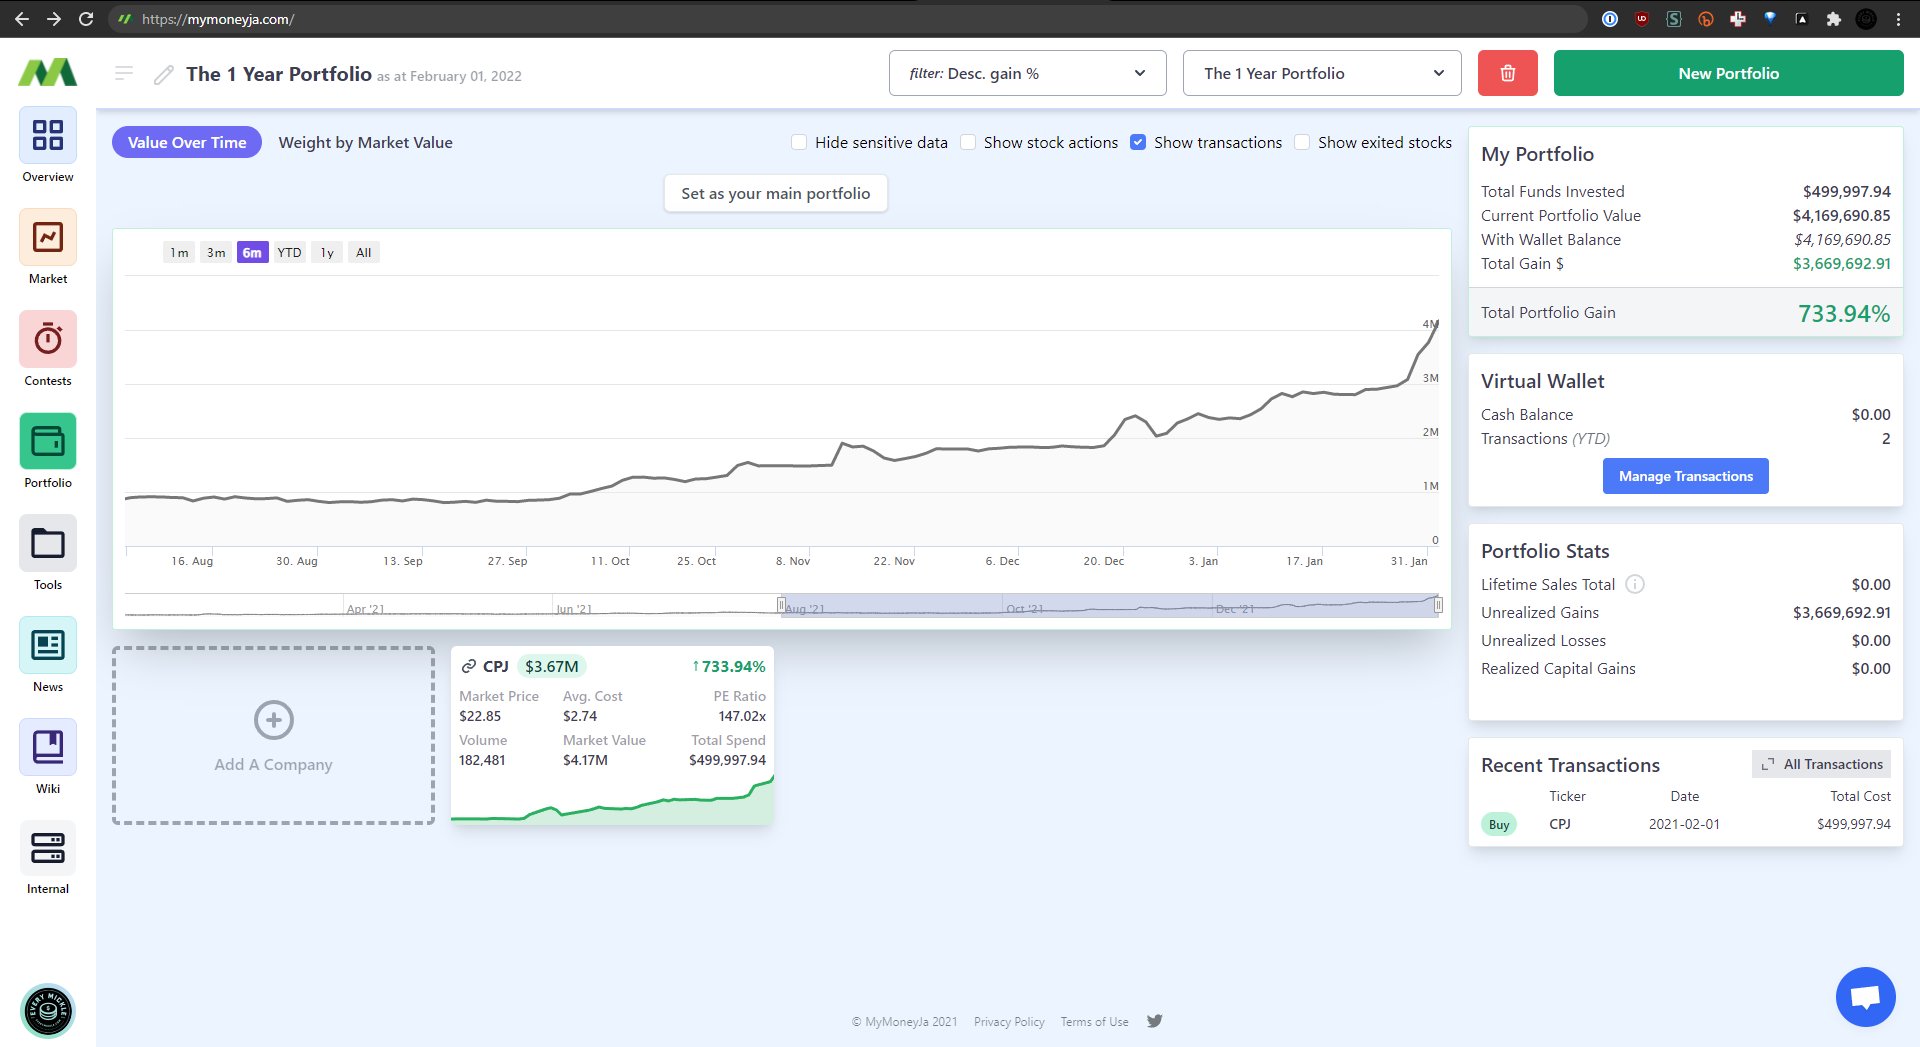 https://mymoneyja.com/
The 1 Year Portfolio as at February 01, 2022
filter: Desc. gain %
The 1 Year Portfolio
New Portfolio
Overview
Market
Contests
Portfolio
Tools
News
Wiki
Internal
Value Over Time
Weight by Market Value
Hide sensitive data
Show stock actions
Show transactions
Show exited stocks
Set as your main portfolio
1m 3m 6m YTD 1y All
4M
3M
2M
1M
0
16. Aug 30. Aug 13. Sep 27. Sep 11. Oct 25. Oct 8. Nov 22. Nov 6. Dec 20. Dec 3. Jan 17. Jan 31. Jan
Apr '21 Jun '21 Aug '21 Oct '21 Dec '21
Add A Company
CPJ $3.67M ↑733.94%
Market Price Avg. Cost PE Ratio
$22.85 $2.74 147.02x
Volume Market Value Total Spend
182,481 $4.17M $499,997.94
My Portfolio
Total Funds Invested $499,997.94
Current Portfolio Value $4,169,690.85
With Wallet Balance $4,169,690.85
Total Gain $ $3,669,692.91
Total Portfolio Gain 733.94%
Virtual Wallet
Cash Balance $0.00
Transactions (YTD) 2
Manage Transactions
Portfolio Stats
Lifetime Sales Total $0.00
Unrealized Gains $3,669,692.91
Unrealized Losses $0.00
Realized Capital Gains $0.00
Recent Transactions
All Transactions
Ticker Date Total Cost
Buy CPJ 2021-02-01 $499,997.94
EVERY MICKLE
© MyMoneyJa 2021 Privacy Policy Terms of Use